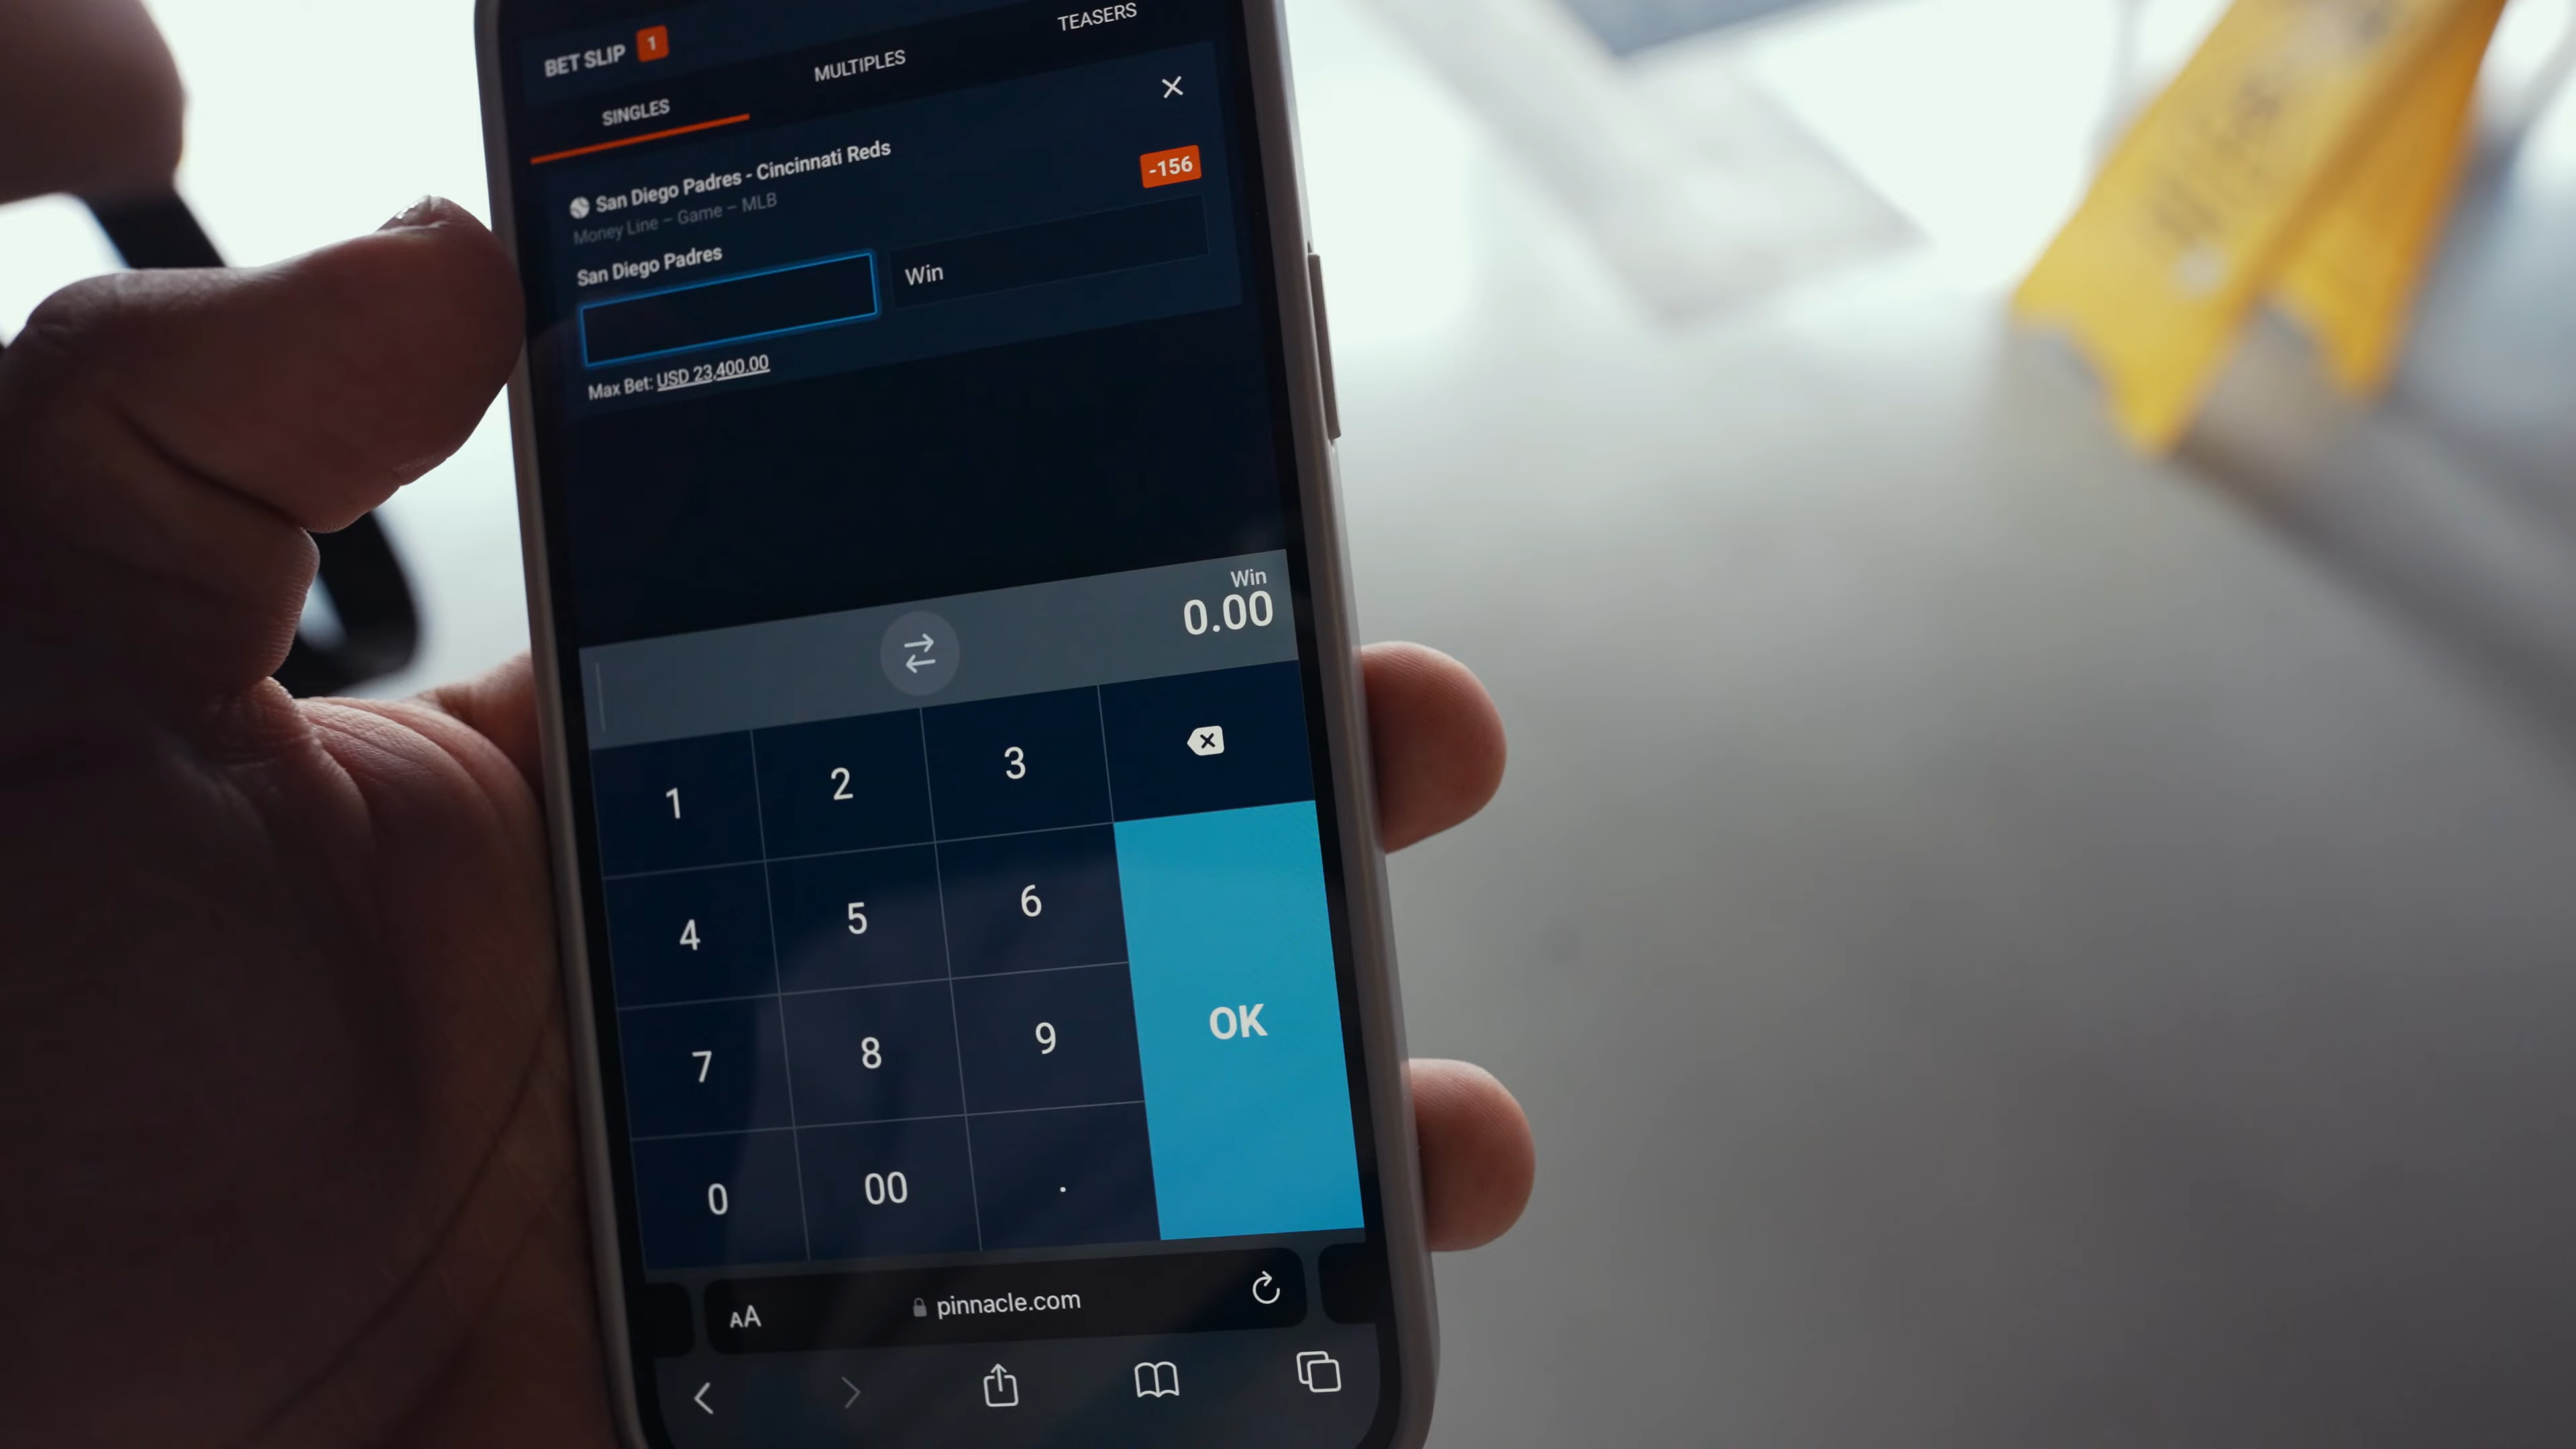 BET SLIP 1
SINGLES MULTIPLES TEASERS
San Diego Padres - Cincinnati Reds
Money Line – Game – MLB
-156
San Diego Padres
Win
Max Bet: USD 23,400.00
Win
0.00
1 2 3
4 5 6
7 8 9
OK
0 00 .
AA pinnacle.com